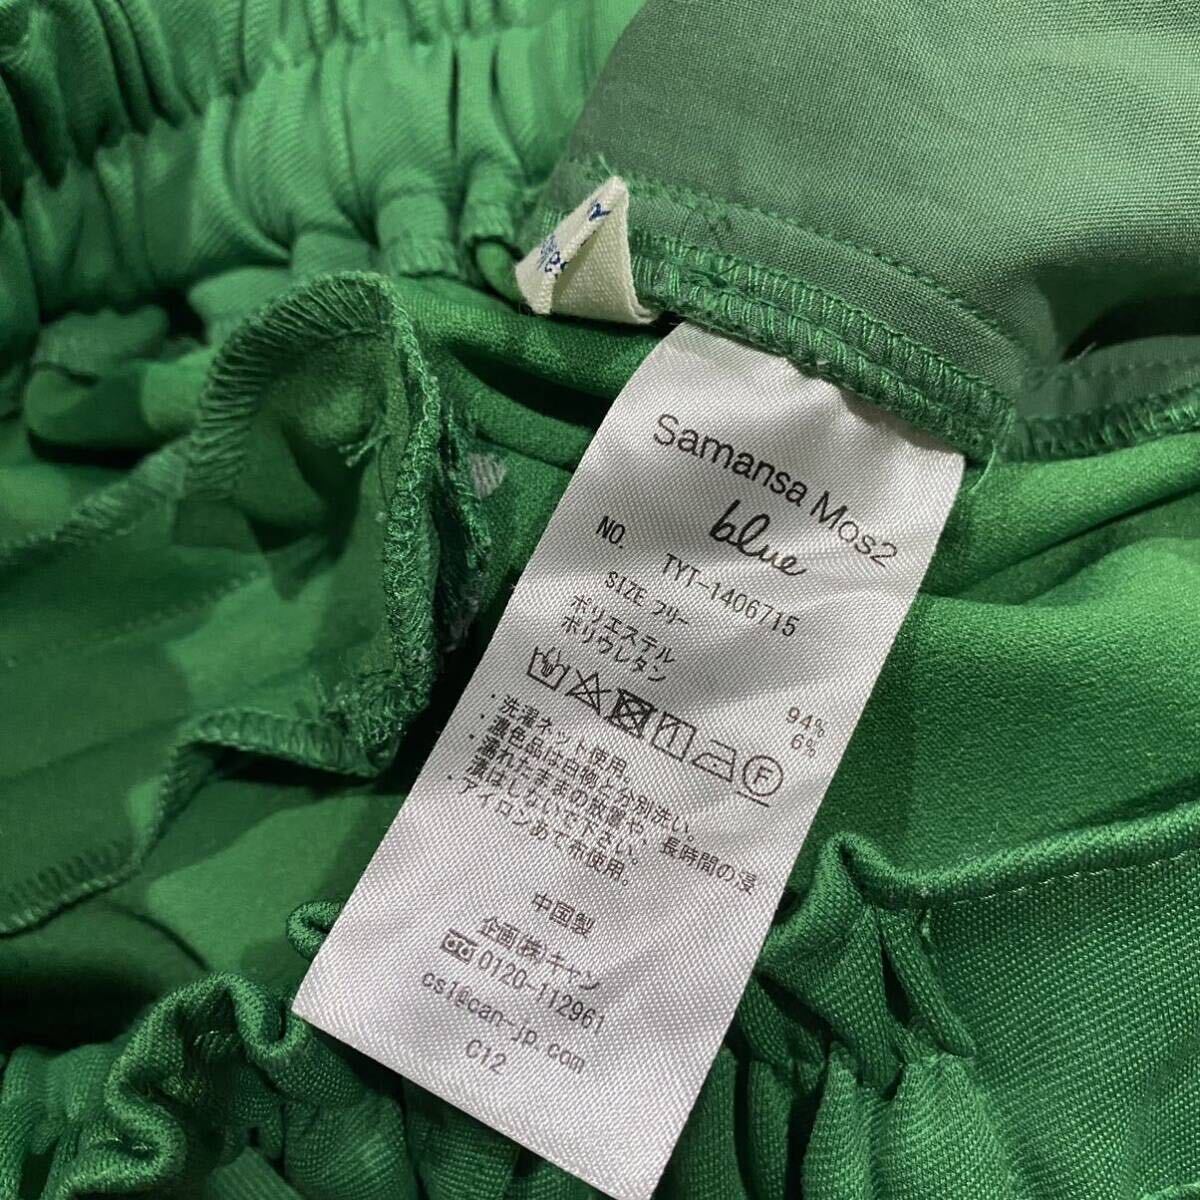 Samansa Mos2
blue
NO. TYT-1406715
SIZE フリー
ポリエステル 94%
ポリウレタン 6%
F
・洗濯ネット使用。
・濃色品は白物と分別洗い。
・濡れたままの放置や、長時間の浸
漬はしないで下さい。
アイロンあて布使用。
中国製
企画(株)キャン
0120-112961
cs1@can-jp.com
C12